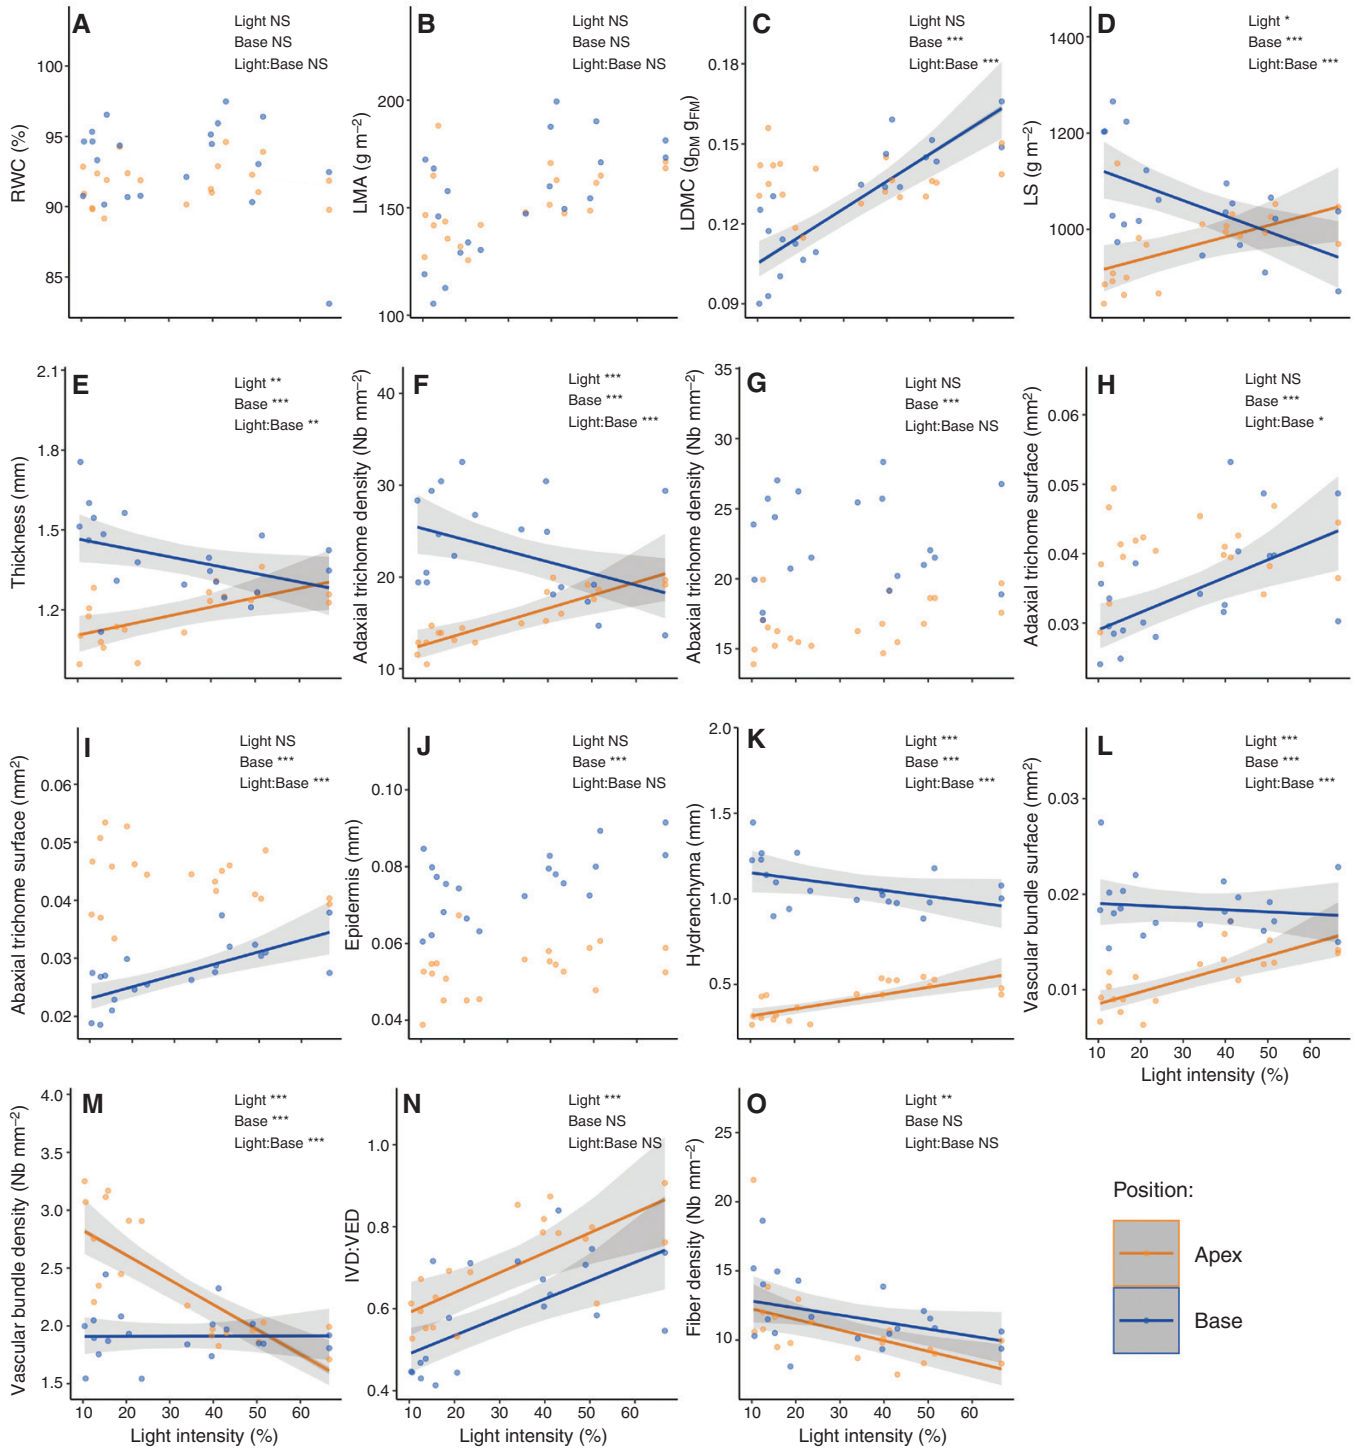 A
Light NS
Base NS
Light:Base NS
RWC (%)
100
95
90
85
B
Light NS
Base NS
Light:Base NS
LMA (g m⁻²)
200
150
100
C
Light NS
Base ***
Light:Base ***
LDMC (g_DM g_FM)
0.18
0.15
0.12
0.09
D
Light *
Base ***
Light:Base ***
LS (g m⁻²)
1400
1200
1000
E
Light **
Base ***
Light:Base **
Thickness (mm)
2.1
1.8
1.5
1.2
F
Light ***
Base ***
Light:Base ***
Adaxial trichome density (Nb mm⁻²)
40
30
20
10
G
Light NS
Base ***
Light:Base NS
Abaxial trichome density (Nb mm⁻²)
35
30
25
20
15
H
Light NS
Base ***
Light:Base *
Adaxial trichome surface (mm²)
0.06
0.05
0.04
0.03
I
Light NS
Base ***
Light:Base ***
Abaxial trichome surface (mm²)
0.06
0.05
0.04
0.03
0.02
J
Light NS
Base ***
Light:Base NS
Epidermis (mm)
0.10
0.08
0.06
0.04
K
Light ***
Base ***
Light:Base ***
Hydrenchyma (mm)
2.0
1.5
1.0
0.5
L
Light ***
Base ***
Light:Base ***
Vascular bundle surface (mm²)
0.03
0.02
0.01
10 20 30 40 50 60
Light intensity (%)
M
Light ***
Base ***
Light:Base ***
Vascular bundle density (Nb mm⁻²)
4.0
3.5
3.0
2.5
2.0
1.5
10 20 30 40 50 60
Light intensity (%)
N
Light ***
Base NS
Light:Base NS
IVD:VED
1.0
0.8
0.6
0.4
10 20 30 40 50 60
Light intensity (%)
O
Light **
Base NS
Light:Base NS
Fiber density (Nb mm⁻²)
25
20
15
10
10 20 30 40 50 60
Light intensity (%)
Position:
Apex
Base